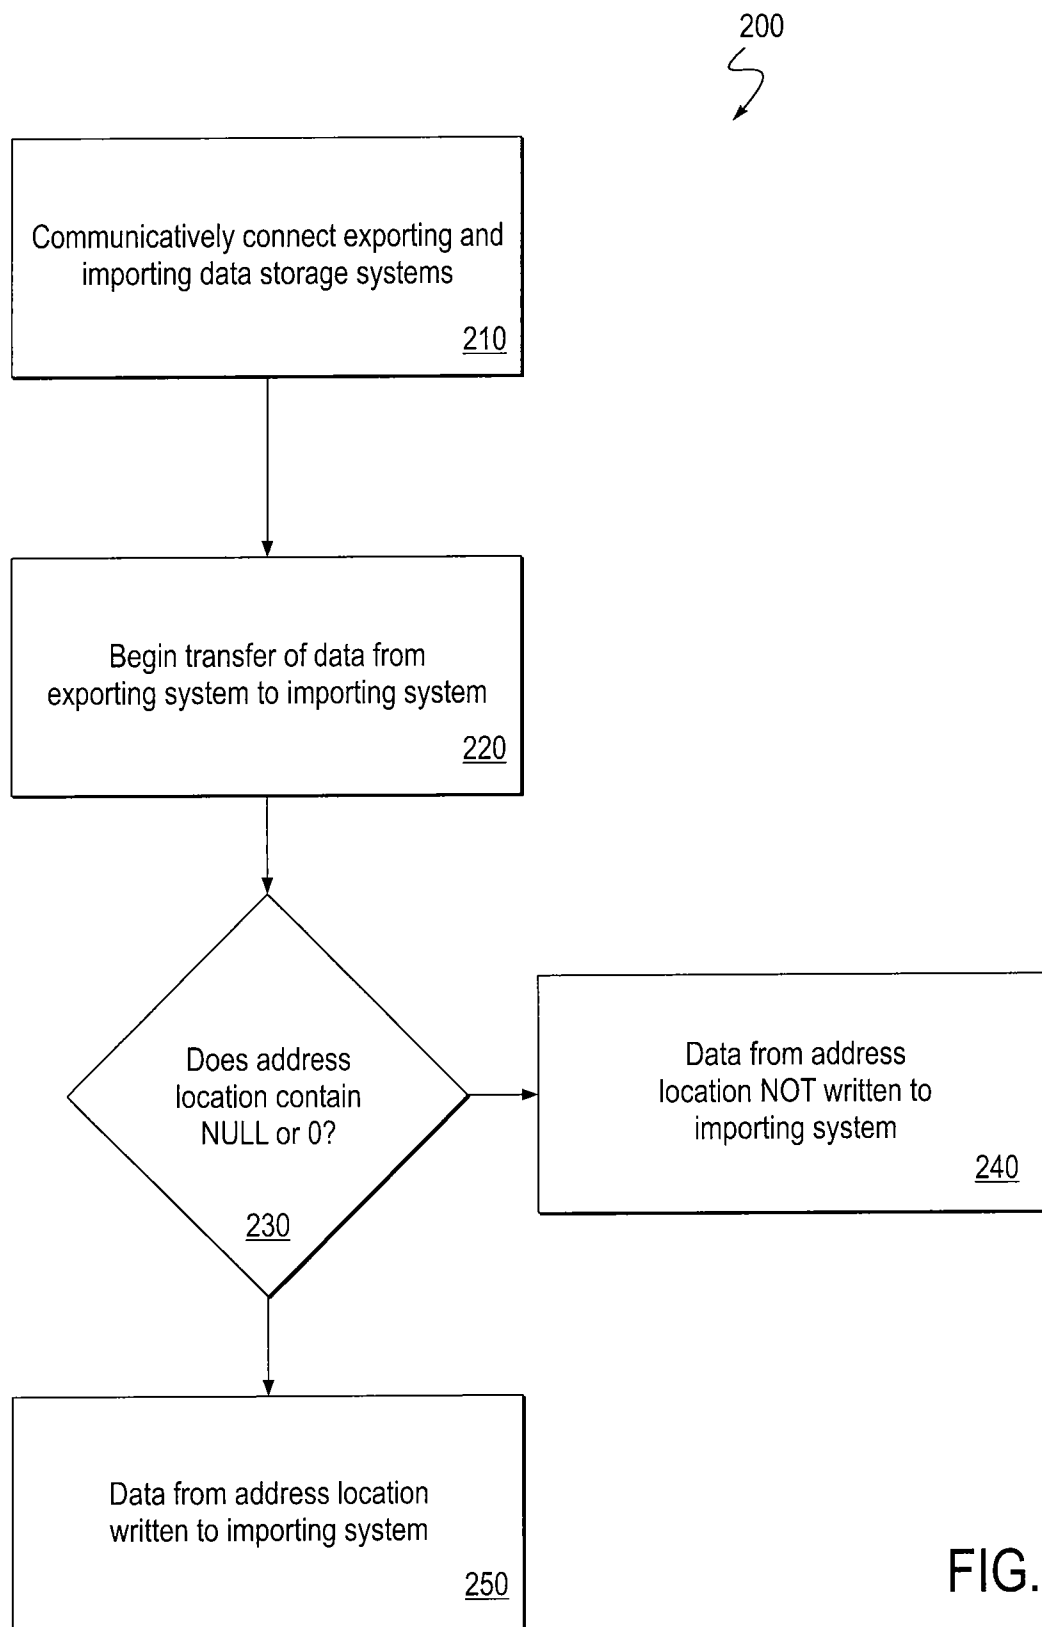 200
Communicatively connect exporting and
importing data storage systems
210
Begin transfer of data from
exporting system to importing system
220
Does address
location contain
NULL or 0?
230
Data from address
location NOT written to
importing system
240
Data from address location
written to importing system
250
FIG.